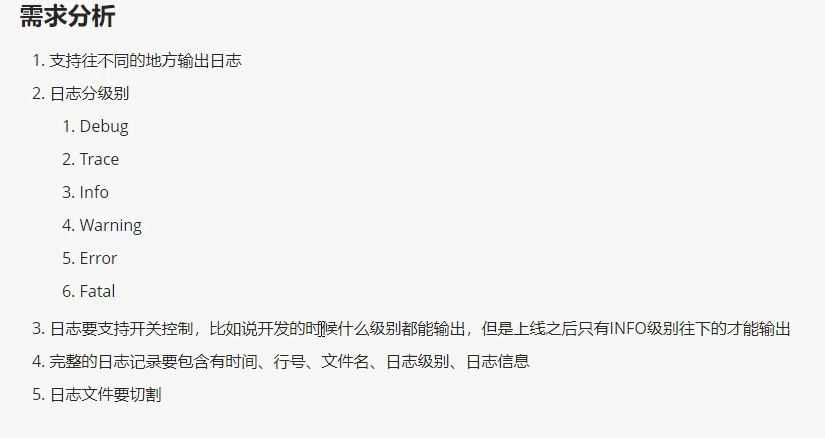 需求分析
1. 支持往不同的地方输出日志
2. 日志分级别
1. Debug
2. Trace
3. Info
4. Warning
5. Error
6. Fatal
3. 日志要支持开关控制，比如说开发的时候什么级别都能输出，但是上线之后只有INFO级别往下的才能输出
4. 完整的日志记录要包含有时间、行号、文件名、日志级别、日志信息
5. 日志文件要切割